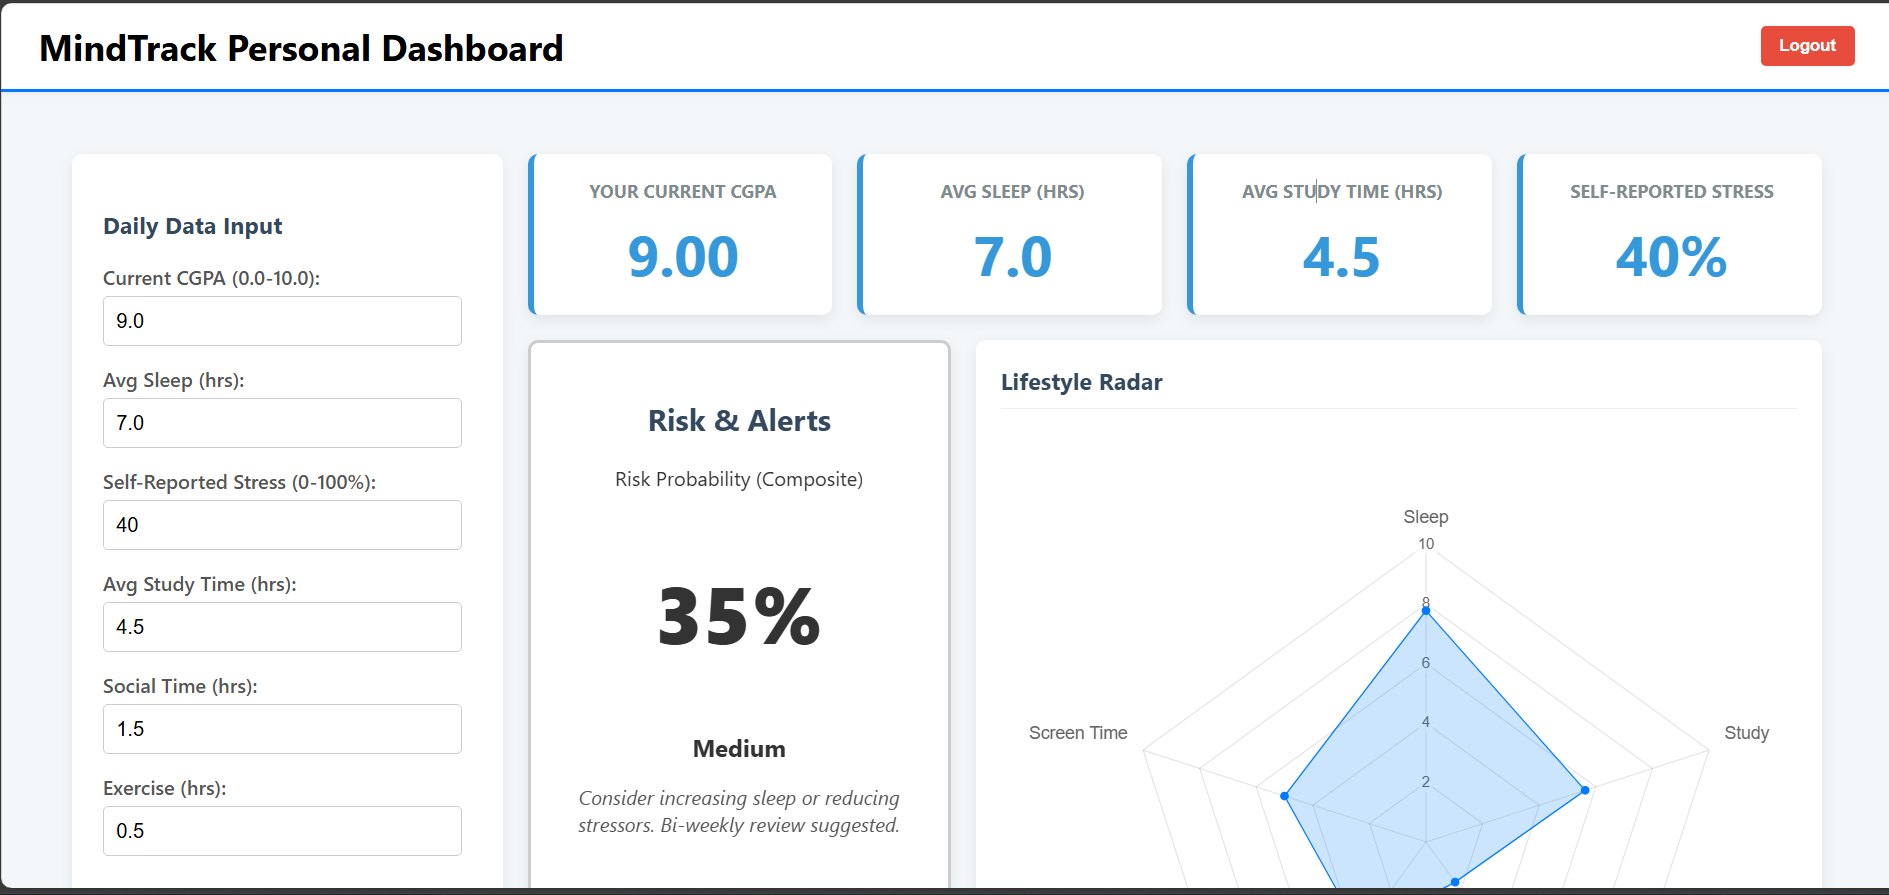 MindTrack Personal Dashboard
Logout
Daily Data Input
Current CGPA (0.0-10.0):
9.0
Avg Sleep (hrs):
7.0
Self-Reported Stress (0-100%):
40
Avg Study Time (hrs):
4.5
Social Time (hrs):
1.5
Exercise (hrs):
0.5
YOUR CURRENT CGPA
9.00
AVG SLEEP (HRS)
7.0
AVG STUDY TIME (HRS)
4.5
SELF-REPORTED STRESS
40%
Risk & Alerts
Risk Probability (Composite)
35%
Medium
Consider increasing sleep or reducing
stressors. Bi-weekly review suggested.
Lifestyle Radar
Sleep
10
8
6
4
2
Screen Time
Study